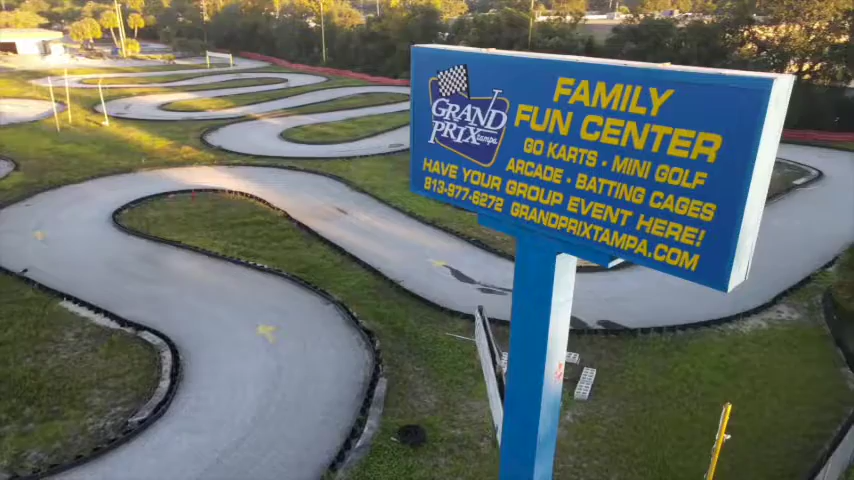 GRAND
PRIX tampa
FAMILY
FUN CENTER
GO KARTS · MINI GOLF
ARCADE · BATTING CAGES
HAVE YOUR GROUP EVENT HERE!
813.977.6272 GRANDPRIXTAMPA.COM